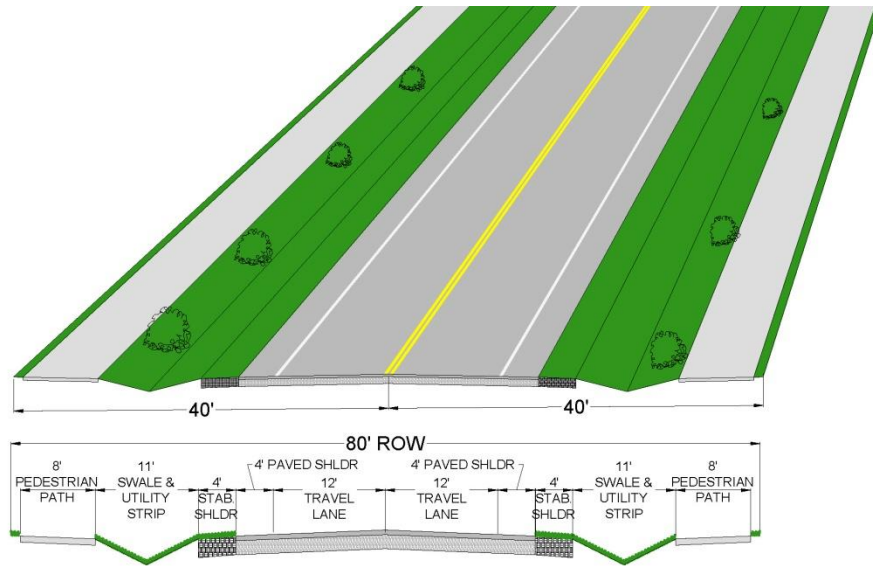 40'
40'
80' ROW
8'
PEDESTRIAN
PATH
11'
SWALE &
UTILITY
STRIP
4'
STAB.
SHLDR
4' PAVED SHLDR
12'
TRAVEL
LANE
12'
TRAVEL
LANE
4' PAVED SHLDR
4'
STAB.
SHLDR
11'
SWALE &
UTILITY
STRIP
8'
PEDESTRIAN
PATH